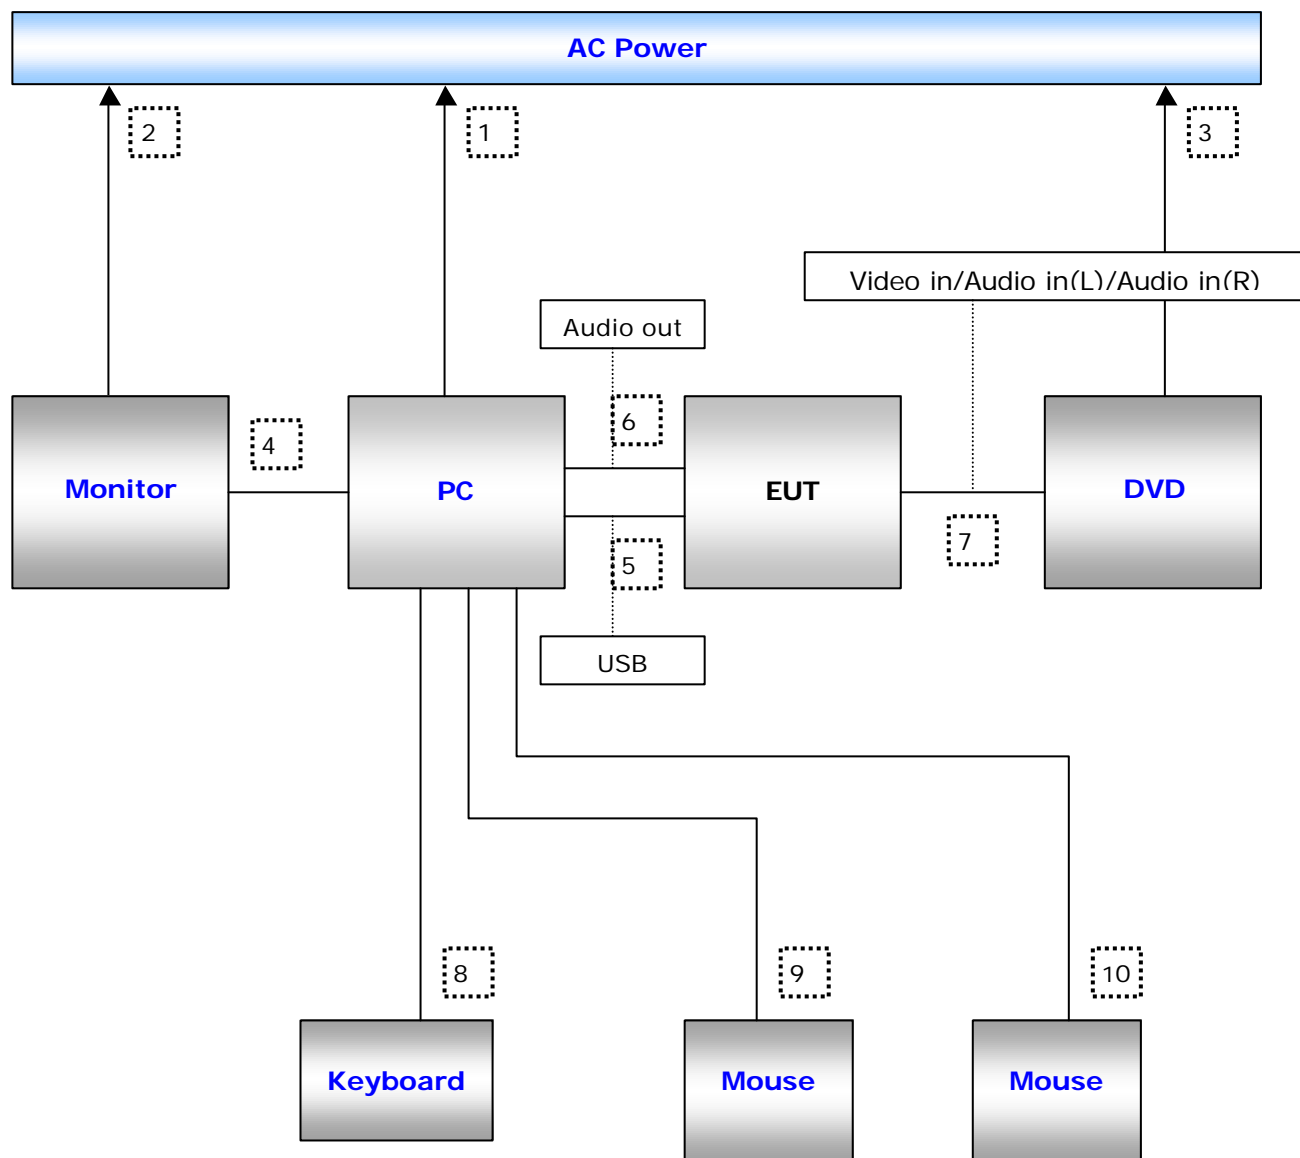 AC Power
2
1
3
Video in/Audio in(L)/Audio in(R)
Audio out
6
4
Monitor
PC
EUT
DVD
7
5
USB
8
9
10
Keyboard
Mouse
Mouse